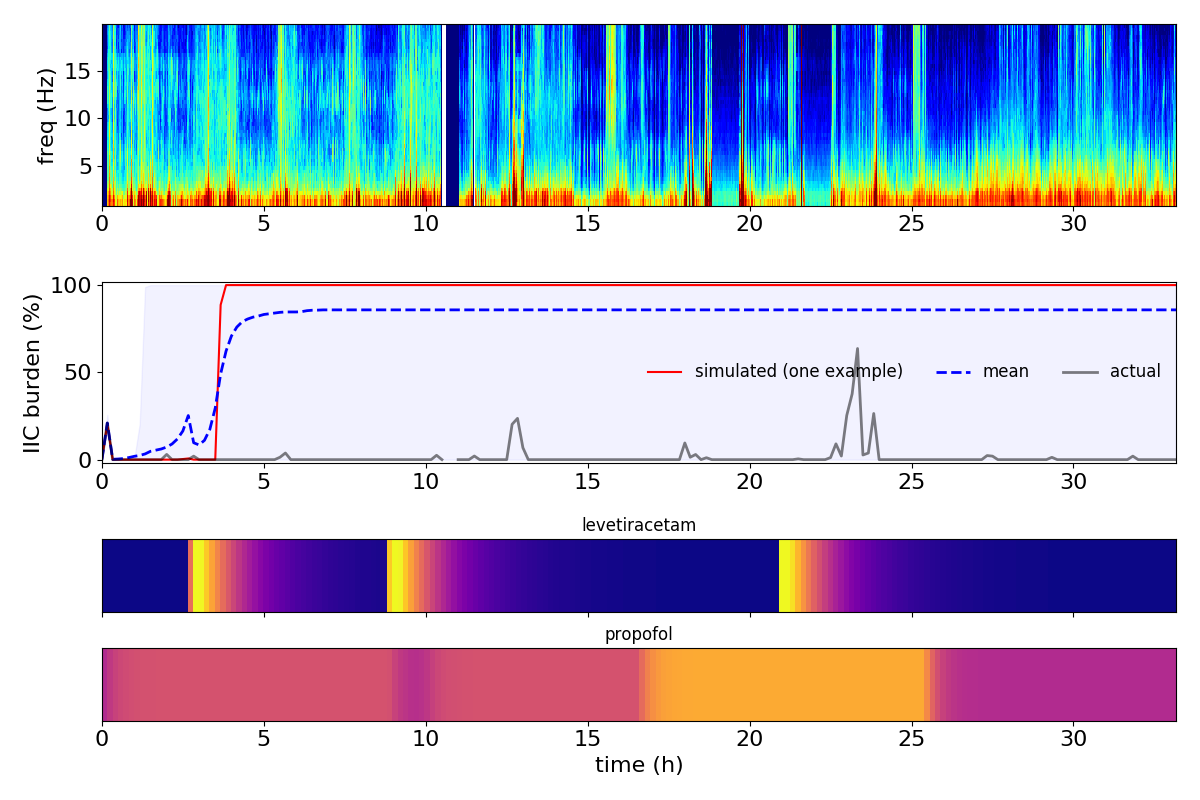 freq (Hz)
15
10
5
0 5 10 15 20 25 30
IIC burden (%)
100
50
0
simulated (one example) mean actual
0 5 10 15 20 25 30
levetiracetam
propofol
0 5 10 15 20 25 30
time (h)